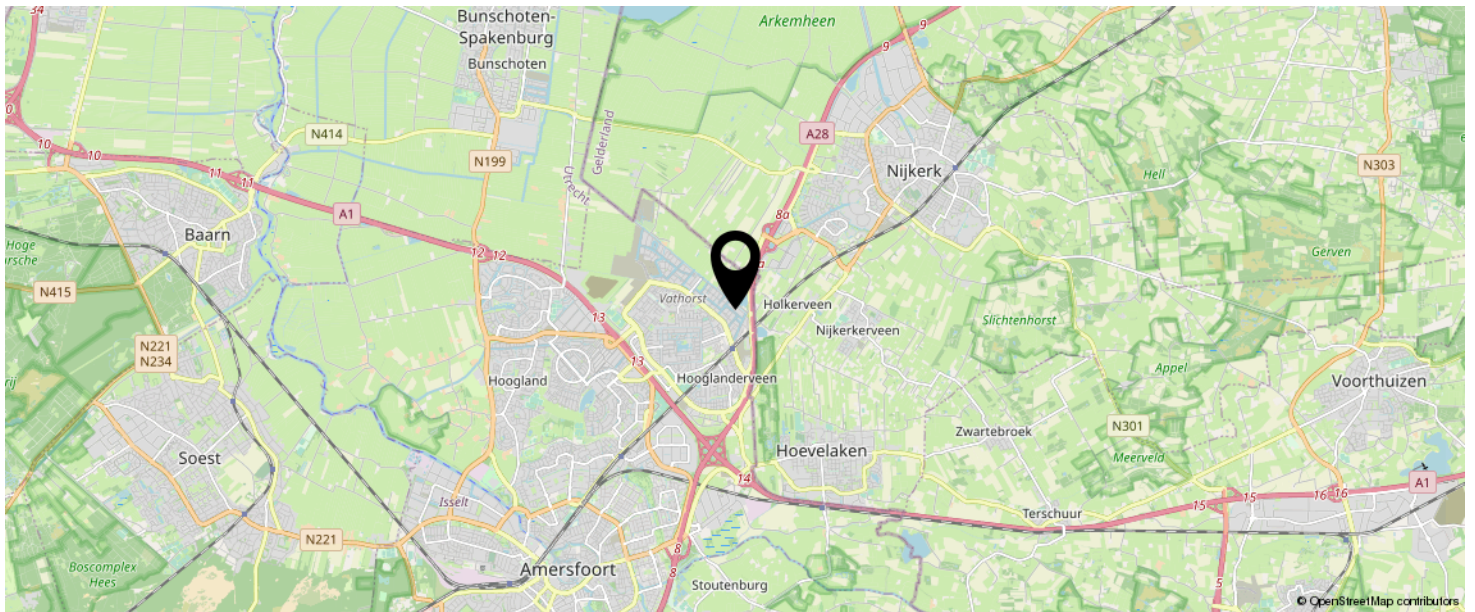 34
Bunschoten-
Spakenburg
Bunschoten
Arkemheen
9
9
A28
N414
N199
Gelderland
Utrecht
10
10
11
11
A1
Nijkerk
Hell
N303
8a
Baarn
Hoge
12
12
Gerven
N415
Vathorst
Holkerveen
Nijkerkerveen
Slichtenhorst
13
13
N221
N234
Hoogland
Hooglanderveen
Appel
Voorthuizen
Zwartebroek
N301
Meerveld
Soest
Hoevelaken
14
A1
Isselt
15
15
16
16
Terschuur
N221
8
8
Boscomplex
Hees
Amersfoort
Stoutenburg
5
© OpenStreetMap contributors